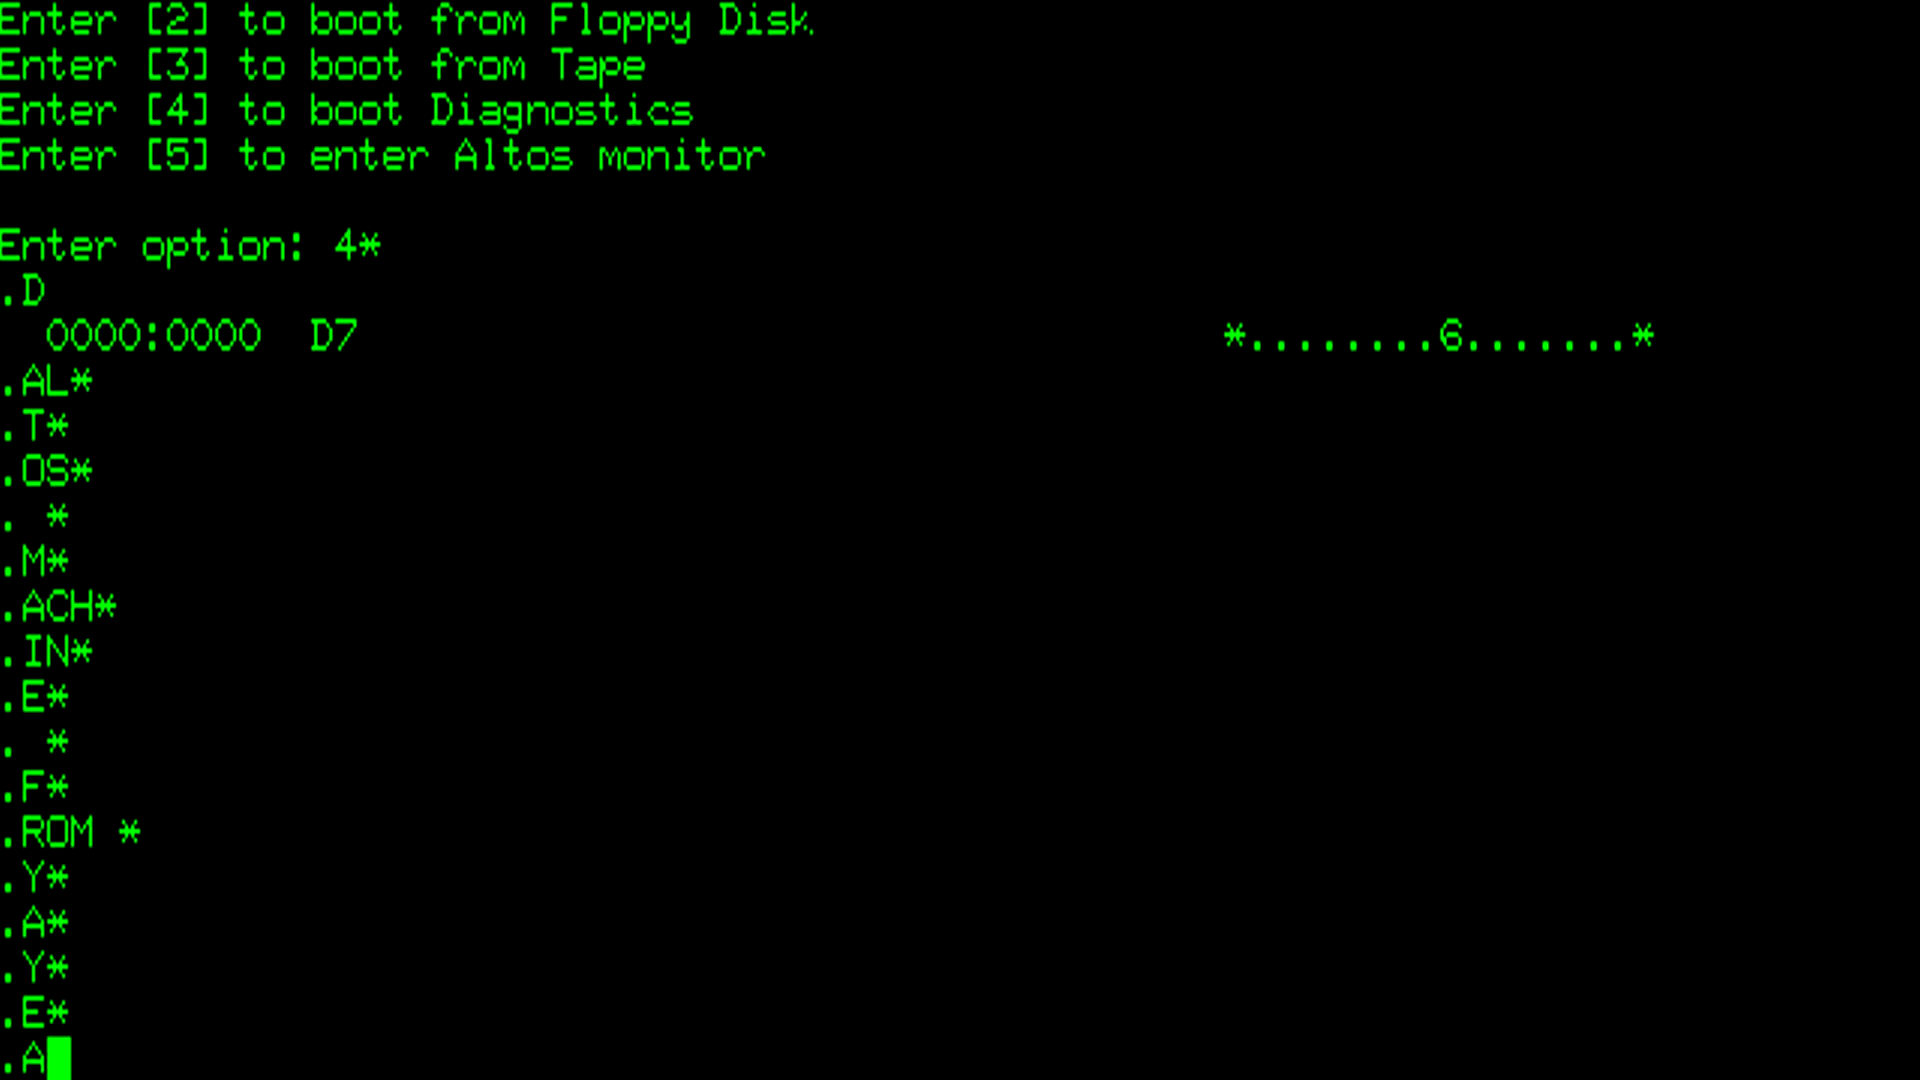 Enter [2] to boot from Floppy Disk
Enter [3] to boot from Tape
Enter [4] to boot Diagnostics
Enter [5] to enter Altos monitor
Enter option: 4*
.D
0000:0000  D7 *........6.......*
.AL*
.T*
.OS*
. *
.M*
.ACH*
.IN*
.E*
. *
.F*
.ROM *
.Y*
.A*
.Y*
.E*
.A